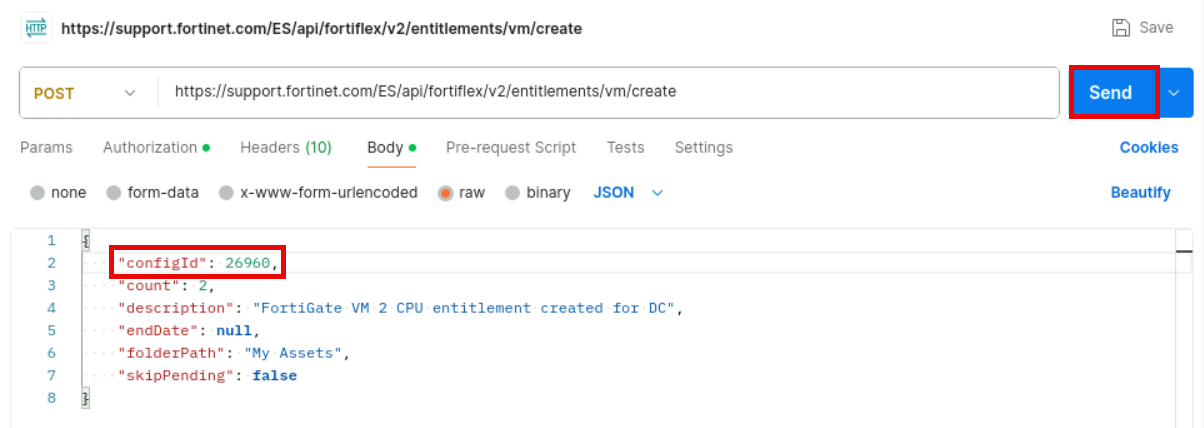 HTTP https://support.fortinet.com/ES/api/fortiflex/v2/entitlements/vm/create Save
POST https://support.fortinet.com/ES/api/fortiflex/v2/entitlements/vm/create Send
Params Authorization Headers (10) Body Pre-request Script Tests Settings Cookies
none form-data x-www-form-urlencoded raw binary JSON Beautify
1 {
2 "configId": 26960,
3 "count": 2,
4 "description": "FortiGate VM 2 CPU entitlement created for DC",
5 "endDate": null,
6 "folderPath": "My Assets",
7 "skipPending": false
8 }